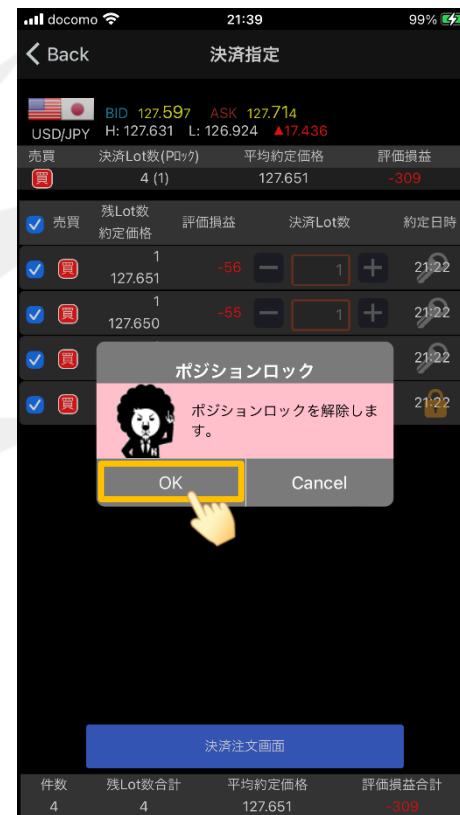 docomo 21:39 99%
Back 決済指定
BID 127.597 ASK 127.714
USD/JPY H: 127.631 L: 126.924 ▲17.436
売買 決済Lot数(Pロック) 平均約定価格 評価損益
買 4 (1) 127.651 -309
売買 残Lot数 約定価格 評価損益 決済Lot数 約定日時
買 1 -56 1 21:22
127.651
買 1 -55 1 21:22
127.650
買 21:22
買 21:22
ポジションロック
ポジションロックを解除しま
す。
OK Cancel
決済注文画面
件数 残Lot数合計 平均約定価格 評価損益合計
4 4 127.651 -309